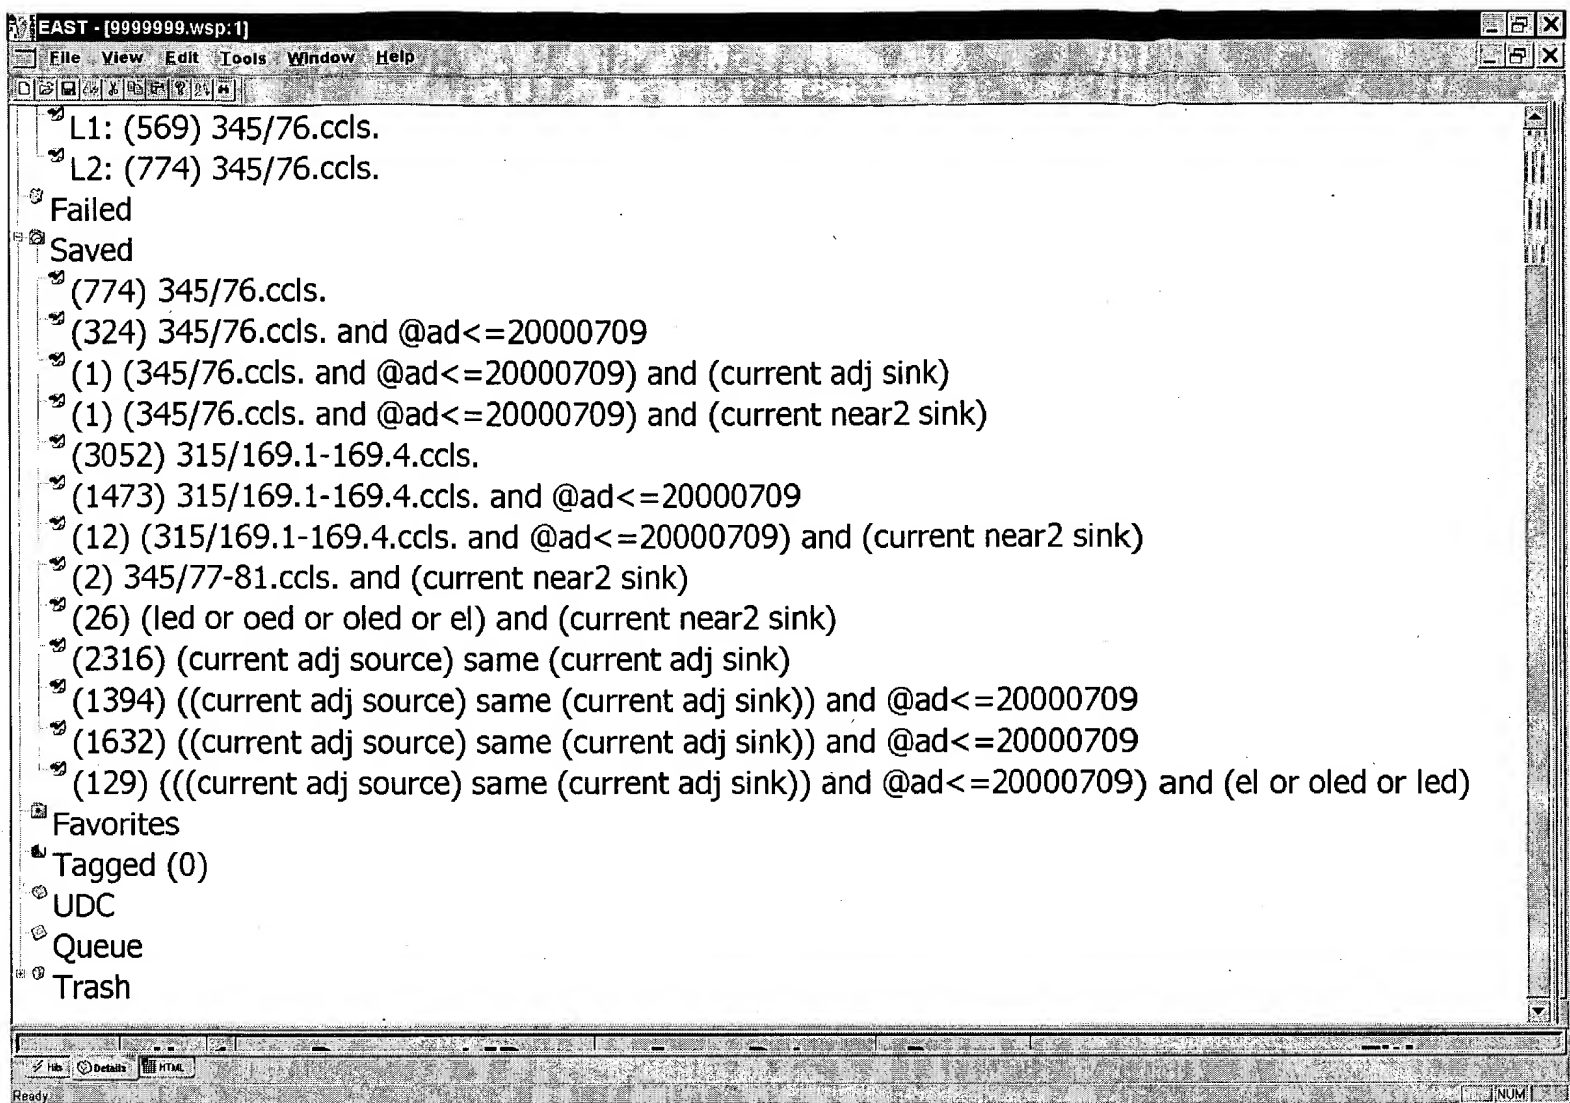 EAST - [9999999.wsp:1]
File View Edit Tools Window Help
L1: (569) 345/76.ccls.
L2: (774) 345/76.ccls.
Failed
Saved
(774) 345/76.ccls.
(324) 345/76.ccls. and @ad<=20000709
(1) (345/76.ccls. and @ad<=20000709) and (current adj sink)
(1) (345/76.ccls. and @ad<=20000709) and (current near2 sink)
(3052) 315/169.1-169.4.ccls.
(1473) 315/169.1-169.4.ccls. and @ad<=20000709
(12) (315/169.1-169.4.ccls. and @ad<=20000709) and (current near2 sink)
(2) 345/77-81.ccls. and (current near2 sink)
(26) (led or oed or oled or el) and (current near2 sink)
(2316) (current adj source) same (current adj sink)
(1394) ((current adj source) same (current adj sink)) and @ad<=20000709
(1632) ((current adj source) same (current adj sink)) and @ad<=20000709
(129) (((current adj source) same (current adj sink)) and @ad<=20000709) and (el or oled or led)
Favorites
Tagged (0)
UDC
Queue
Trash
Hits Details HTML
Ready NUM